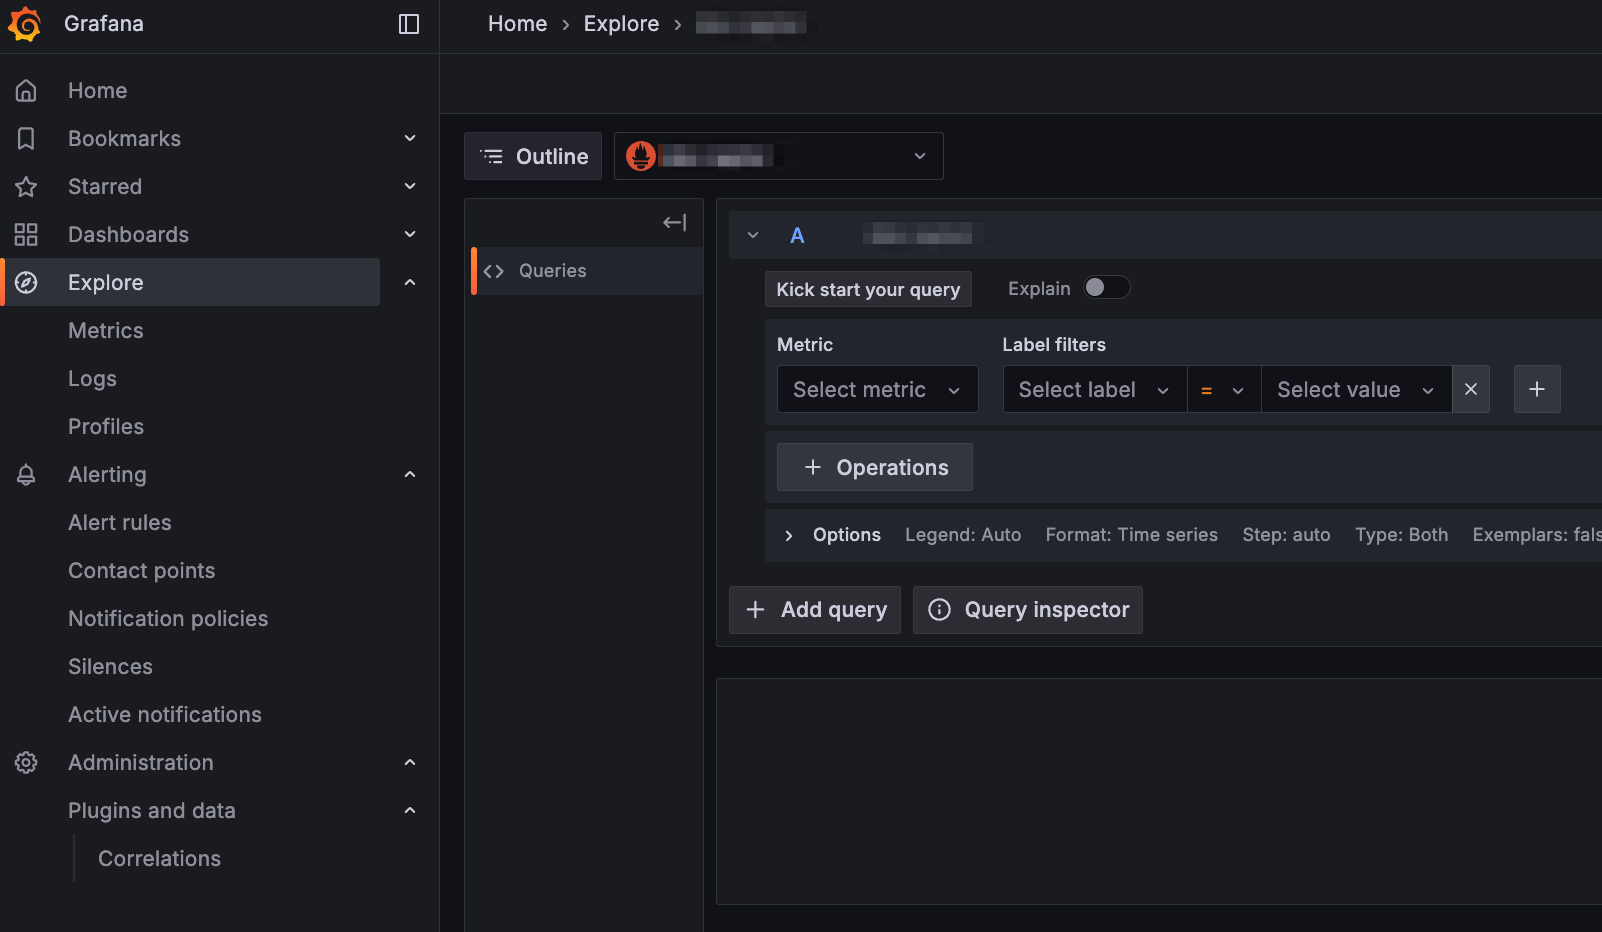 Grafana
Home
Bookmarks
Starred
Dashboards
Explore
Metrics
Logs
Profiles
Alerting
Alert rules
Contact points
Notification policies
Silences
Active notifications
Administration
Plugins and data
Correlations
Home › Explore ›
Outline
Queries
A
Kick start your query Explain
Metric Label filters
Select metric Select label = Select value
+ Operations
Options Legend: Auto Format: Time series Step: auto Type: Both Exemplars: fals
+ Add query Query inspector